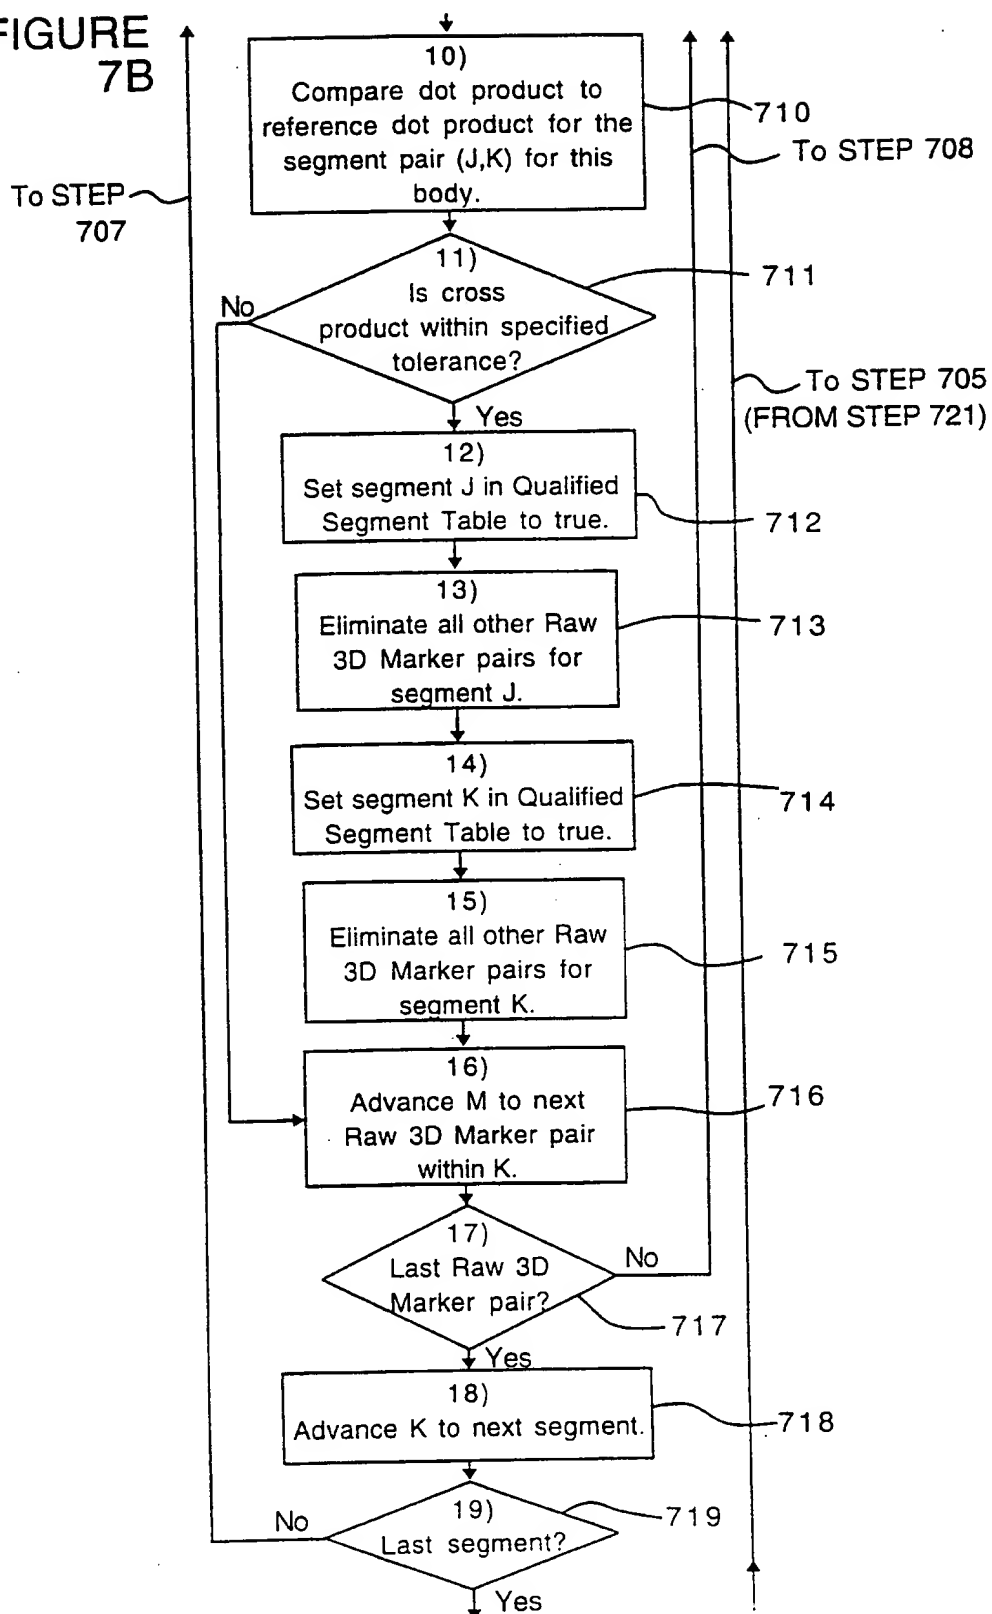 FIGURE
7B
10)
Compare dot product to
reference dot product for the
segment pair (J,K) for this
body.
710
To STEP 708
To STEP
707
11)
Is cross
product within specified
tolerance?
711
No
To STEP 705
(FROM STEP 721)
Yes
12)
Set segment J in Qualified
Segment Table to true.
712
13)
Eliminate all other Raw
3D Marker pairs for
segment J.
713
14)
Set segment K in Qualified
Segment Table to true.
714
15)
Eliminate all other Raw
3D Marker pairs for
segment K.
715
16)
Advance M to next
Raw 3D Marker pair
within K.
716
17)
Last Raw 3D
Marker pair?
No
717
Yes
18)
Advance K to next segment.
718
19)
Last segment?
719
No
Yes